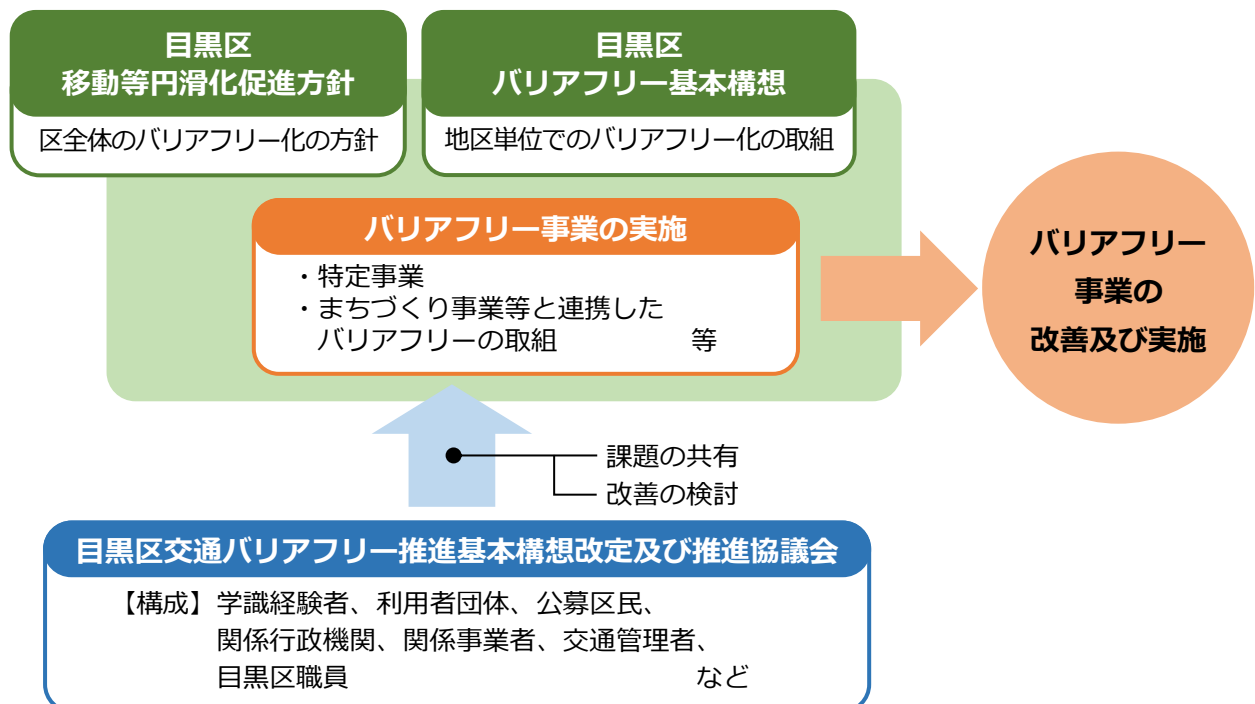 目黒区
移動等円滑化促進方針
区全体のバリアフリー化の方針
目黒区
バリアフリー基本構想
地区単位でのバリアフリー化の取組
バリアフリー事業の実施
・特定事業
・まちづくり事業等と連携した
バリアフリーの取組　　　　　等
バリアフリー
事業の
改善及び実施
課題の共有
改善の検討
目黒区交通バリアフリー推進基本構想改定及び推進協議会
【構成】学識経験者、利用者団体、公募区民、
関係行政機関、関係事業者、交通管理者、
目黒区職員　　　　　　　　　　　　　など